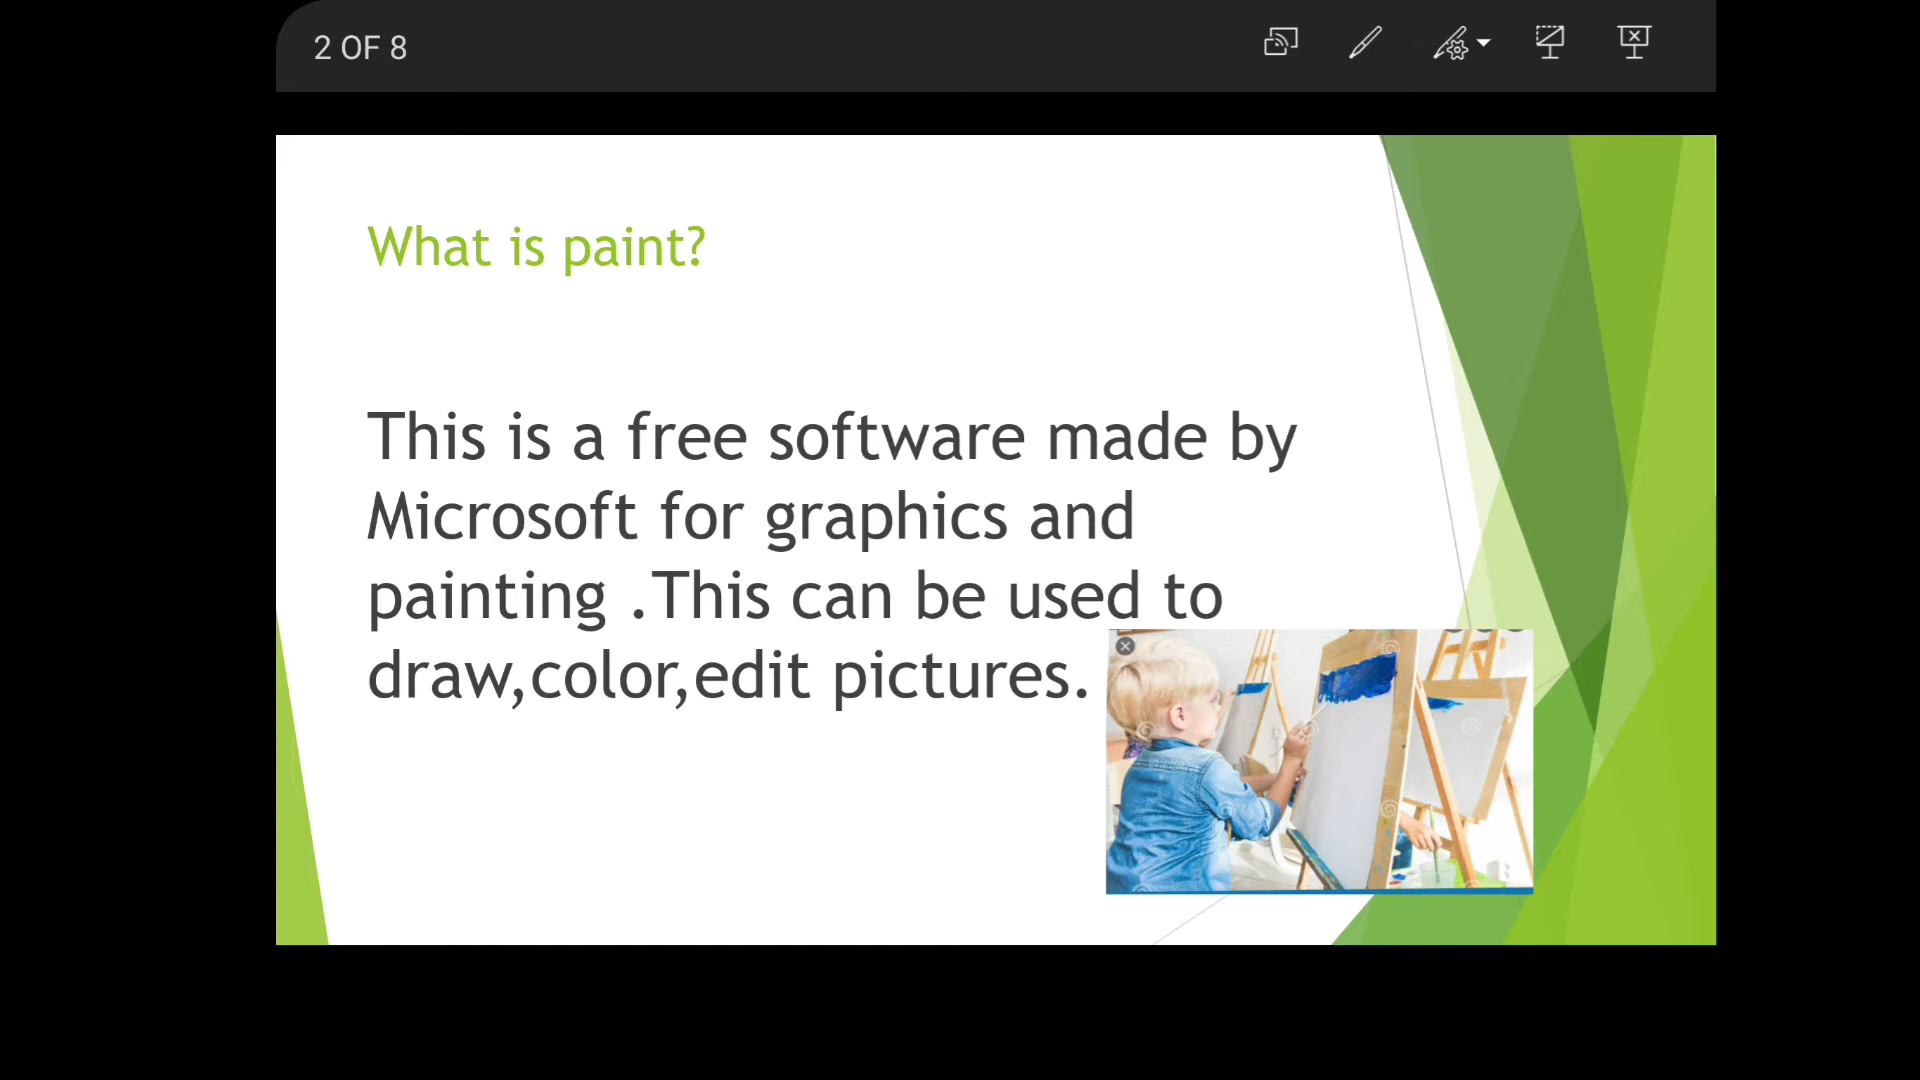 2 OF 8
What is paint?
This is a free software made by
Microsoft for graphics and
painting .This can be used to
draw,color,edit pictures.